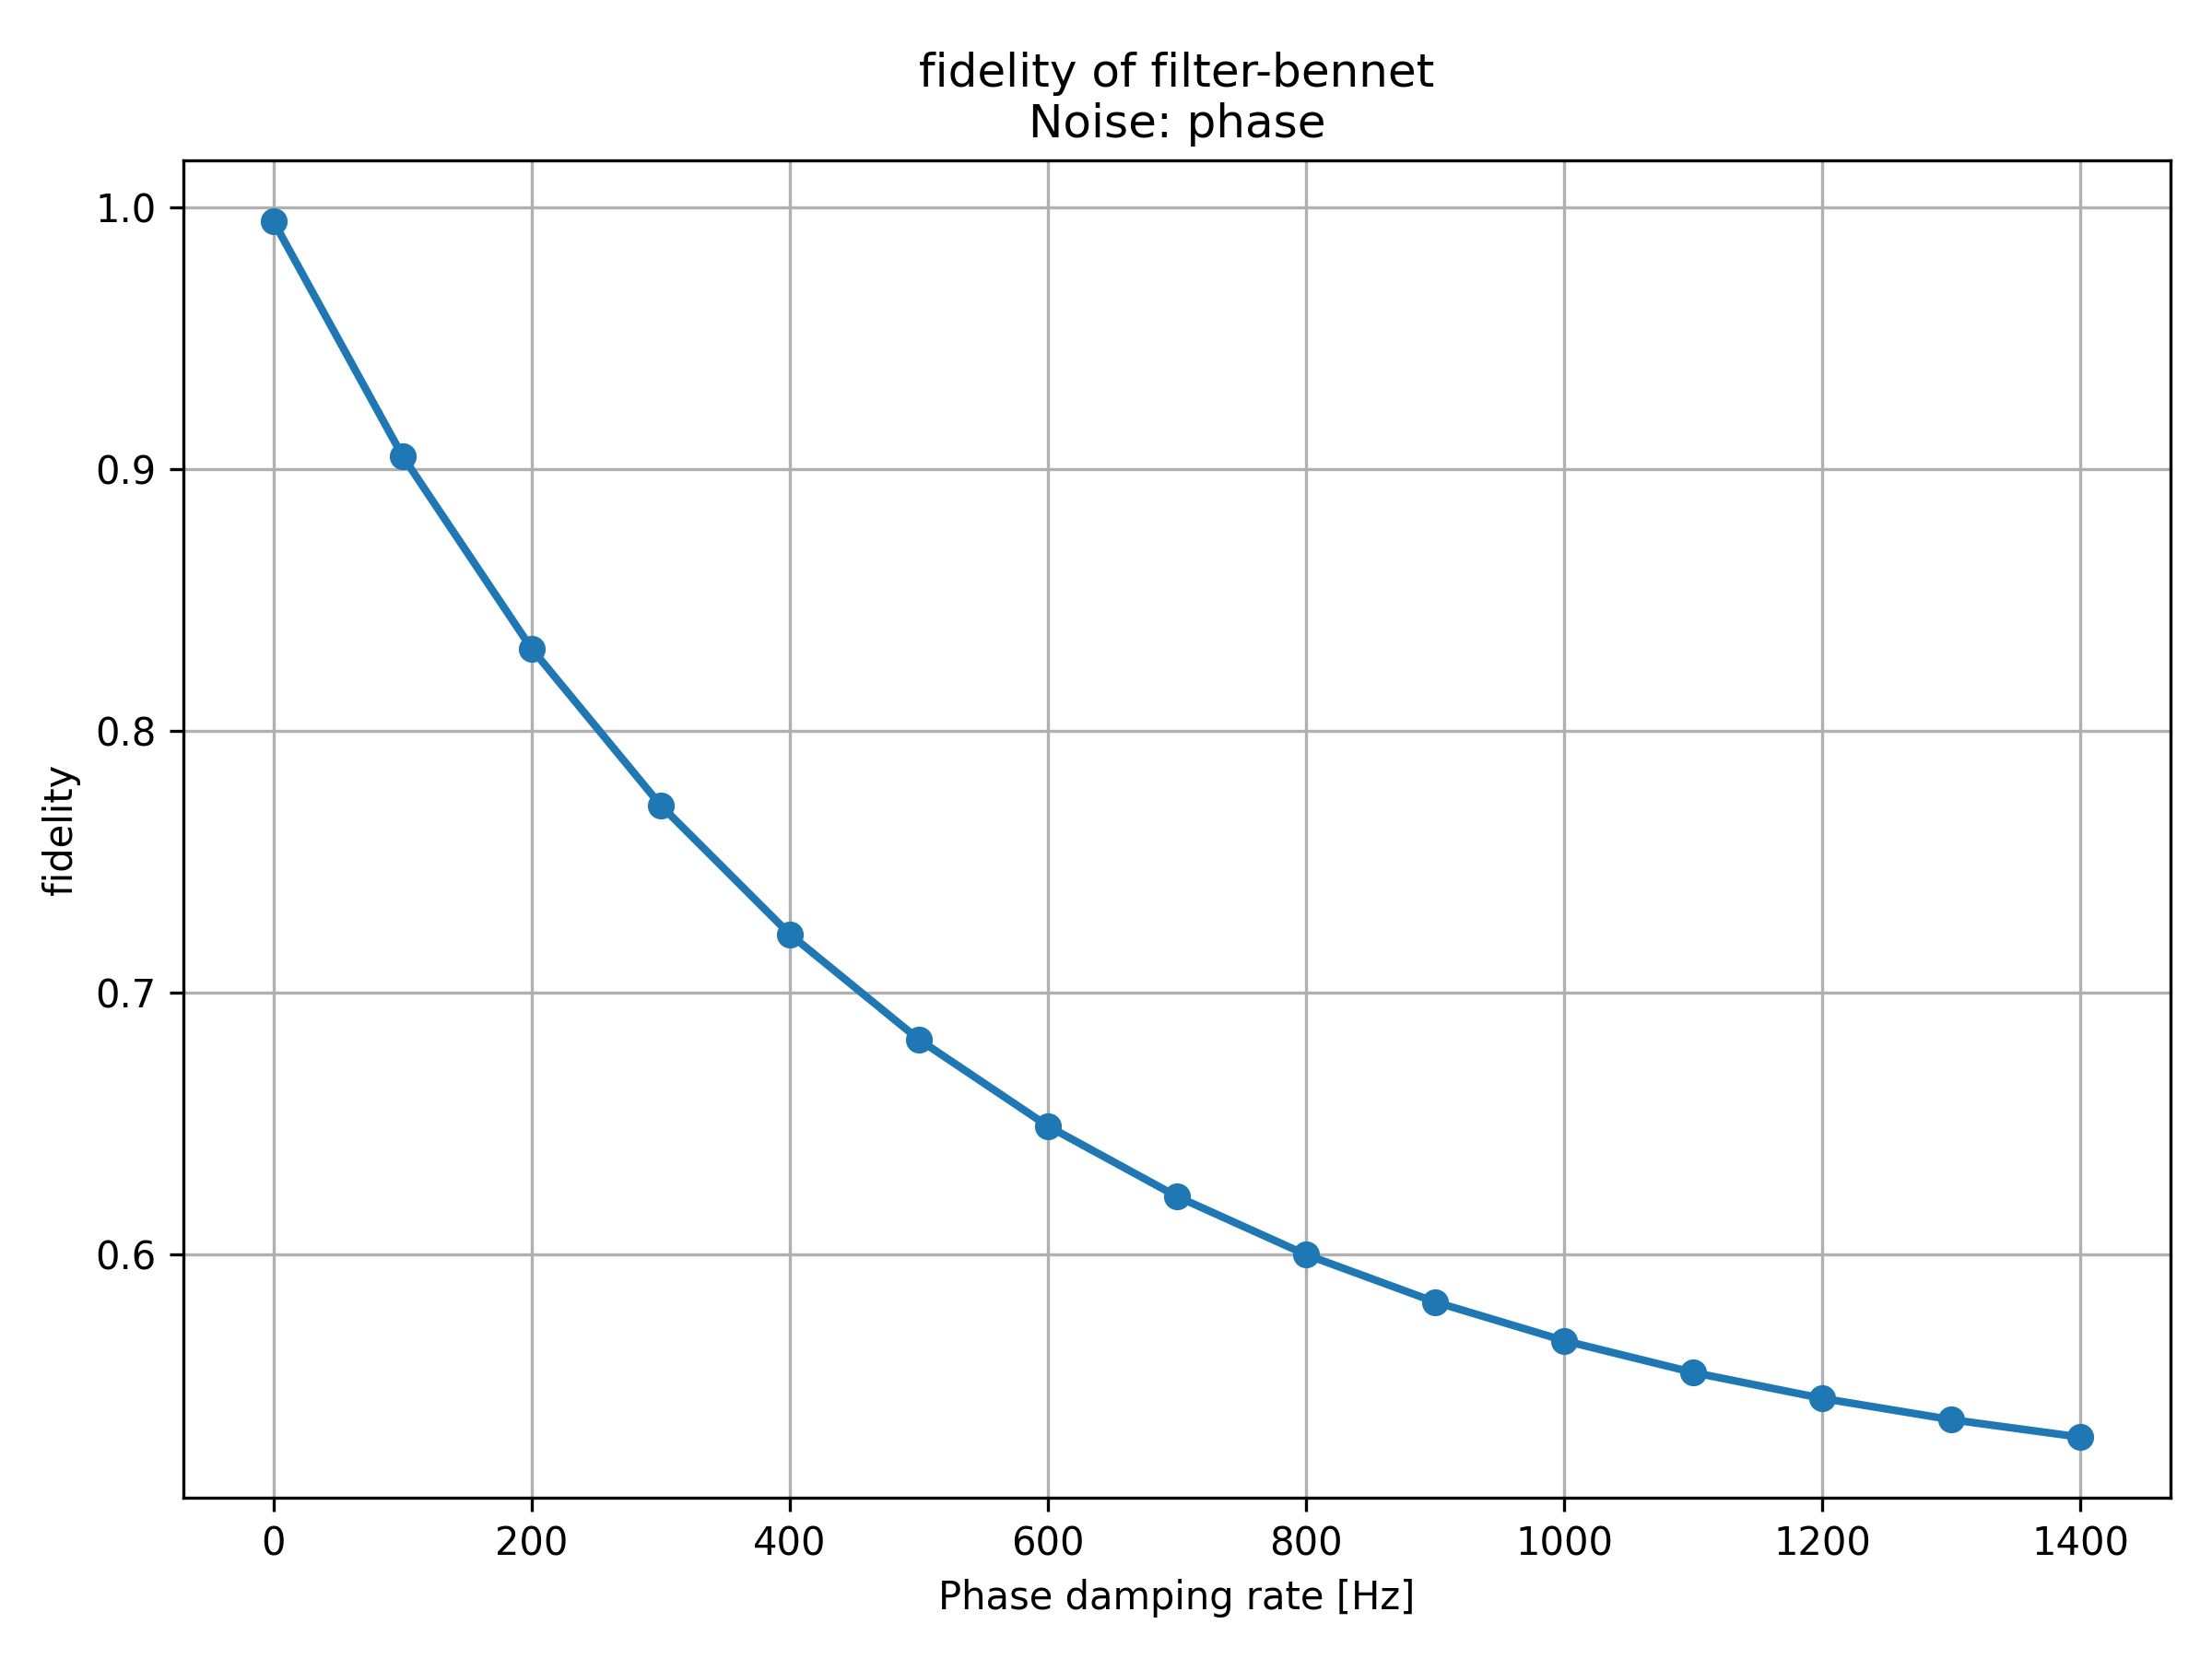 fidelity of filter-bennet
Noise: phase
1.0
0.9
0.8
0.7
0.6
fidelity
0 200 400 600 800 1000 1200 1400
Phase damping rate [Hz]